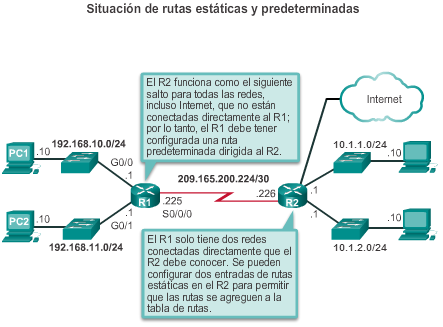 Situación de rutas estáticas y predeterminadas
El R2 funciona como el siguiente
salto para todas las redes,
incluso Internet, que no están
conectadas directamente al R1;
por lo tanto, el R1 debe tener
configurada una ruta
predeterminada dirigida al R2.
Internet
PC1
.10
192.168.10.0/24
G0/0
.1
R1
209.165.200.224/30
.225
S0/0/0
.226
R2
10.1.1.0/24
.10
.1
PC2
.10
192.168.11.0/24
G0/1
.1
.1
10.1.2.0/24
.10
El R1 solo tiene dos redes
conectadas directamente que el
R2 debe conocer. Se pueden
configurar dos entradas de rutas
estáticas en el R2 para permitir
que las rutas se agreguen a la
tabla de rutas.